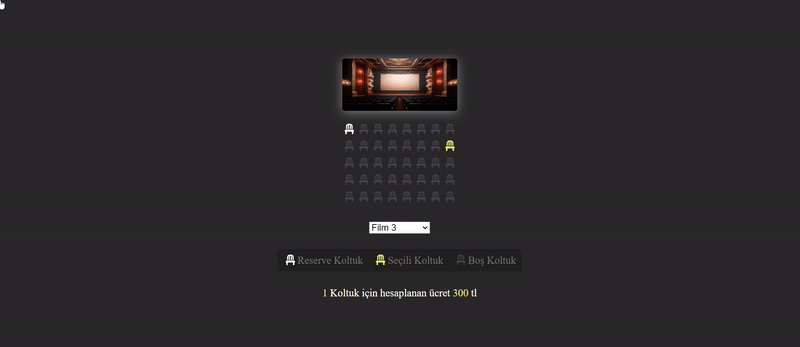 Film 3
Reserve Koltuk Seçili Koltuk Boş Koltuk
1 Koltuk için hesaplanan ücret 300 tl